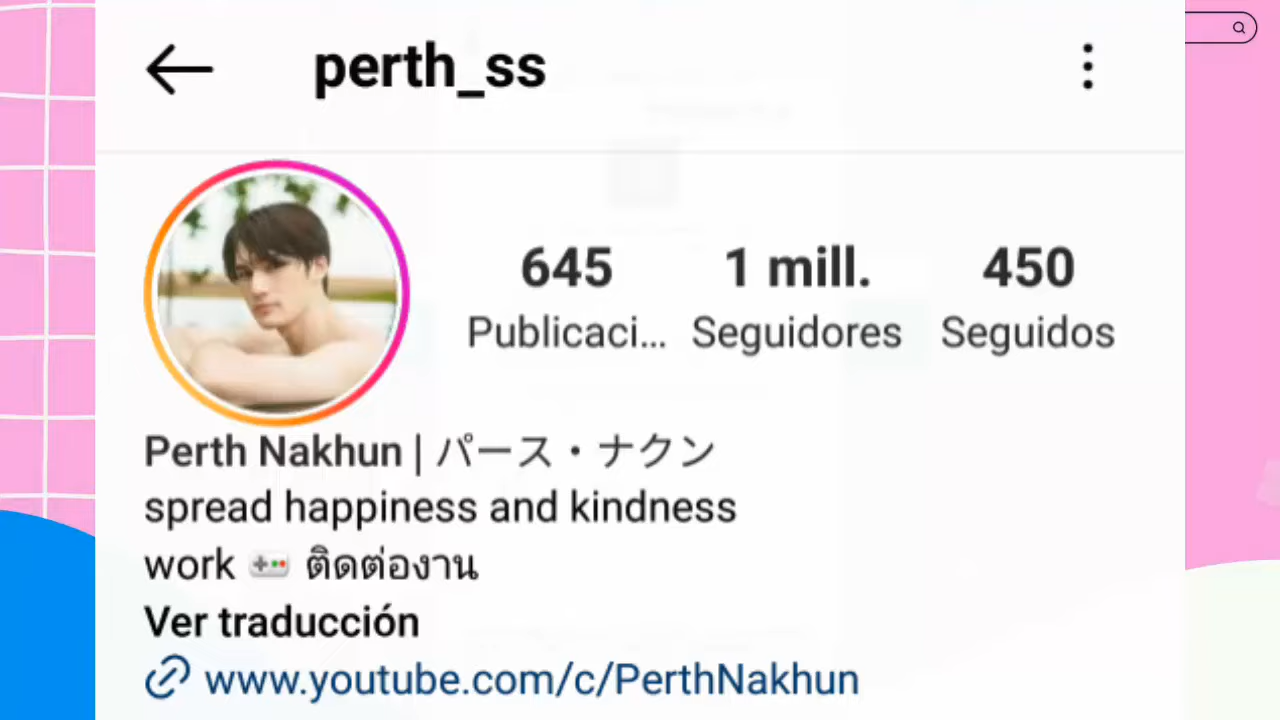 perth_ss
645 1 mill. 450
Publicaci... Seguidores Seguidos
Perth Nakhun | パース・ナクン
spread happiness and kindness
work 🎮 ติดต่องาน
Ver traducción
www.youtube.com/c/PerthNakhun